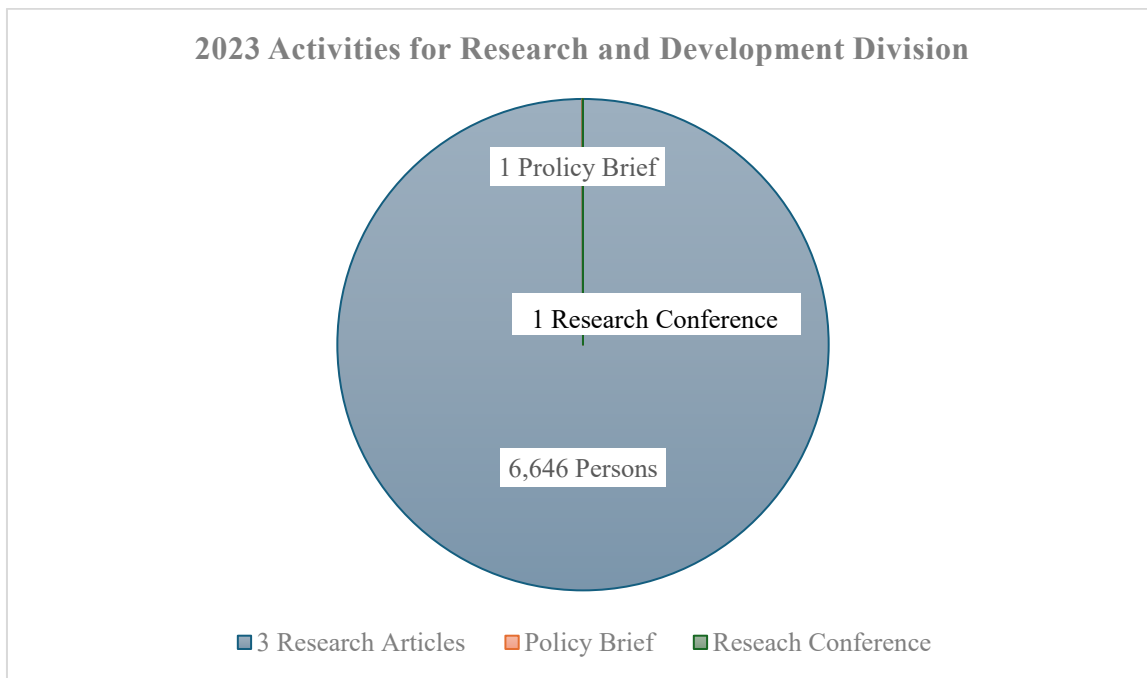 2023 Activities for Research and Development Division
1 Prolicy Brief
1 Research Conference
6,646 Persons
3 Research Articles Policy Brief Reseach Conference